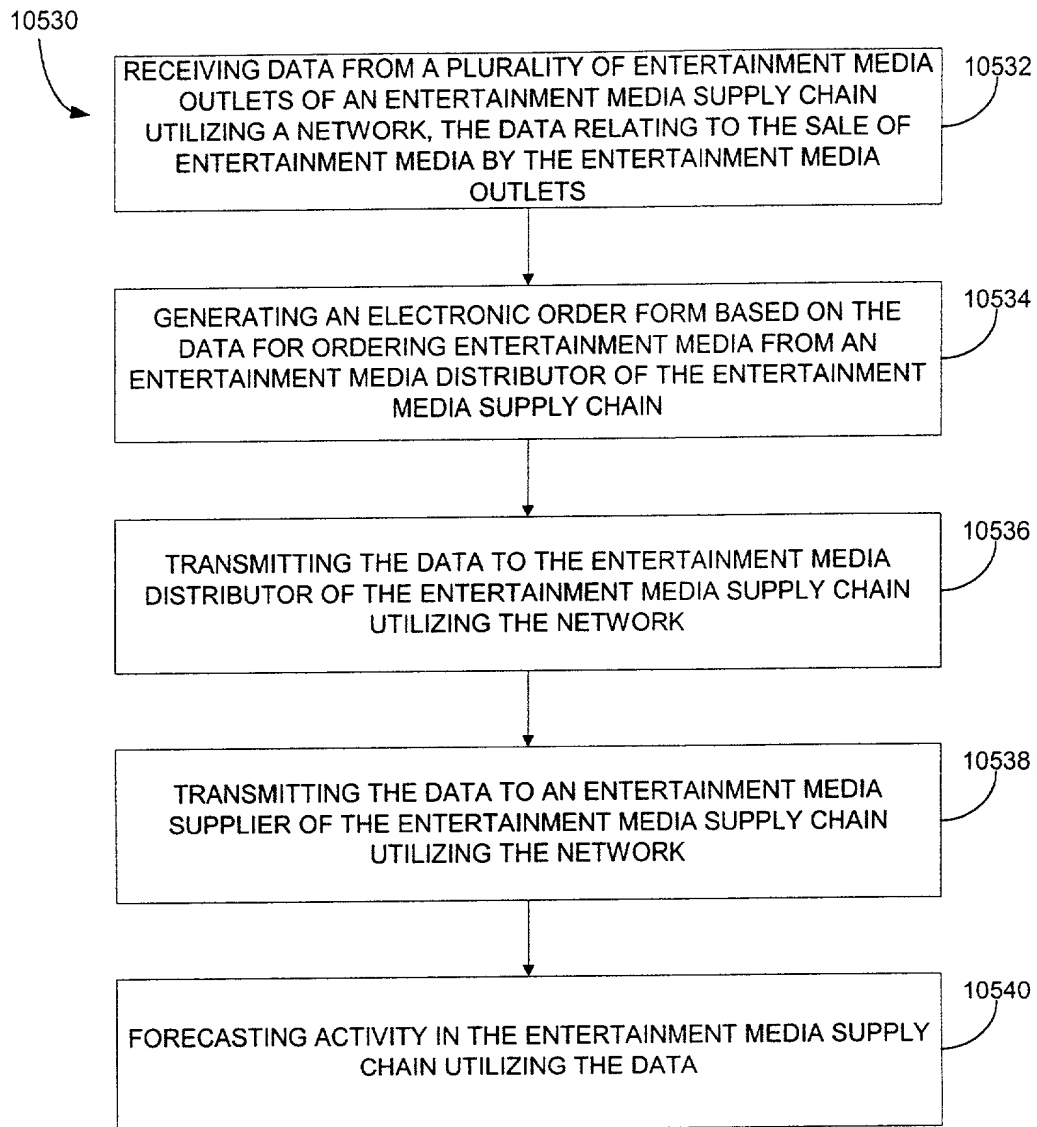 10530
RECEIVING DATA FROM A PLURALITY OF ENTERTAINMENT MEDIA
OUTLETS OF AN ENTERTAINMENT MEDIA SUPPLY CHAIN
UTILIZING A NETWORK, THE DATA RELATING TO THE SALE OF
ENTERTAINMENT MEDIA BY THE ENTERTAINMENT MEDIA
OUTLETS
10532
GENERATING AN ELECTRONIC ORDER FORM BASED ON THE
DATA FOR ORDERING ENTERTAINMENT MEDIA FROM AN
ENTERTAINMENT MEDIA DISTRIBUTOR OF THE ENTERTAINMENT
MEDIA SUPPLY CHAIN
10534
TRANSMITTING THE DATA TO THE ENTERTAINMENT MEDIA
DISTRIBUTOR OF THE ENTERTAINMENT MEDIA SUPPLY CHAIN
UTILIZING THE NETWORK
10536
TRANSMITTING THE DATA TO AN ENTERTAINMENT MEDIA
SUPPLIER OF THE ENTERTAINMENT MEDIA SUPPLY CHAIN
UTILIZING THE NETWORK
10538
FORECASTING ACTIVITY IN THE ENTERTAINMENT MEDIA SUPPLY
CHAIN UTILIZING THE DATA
10540